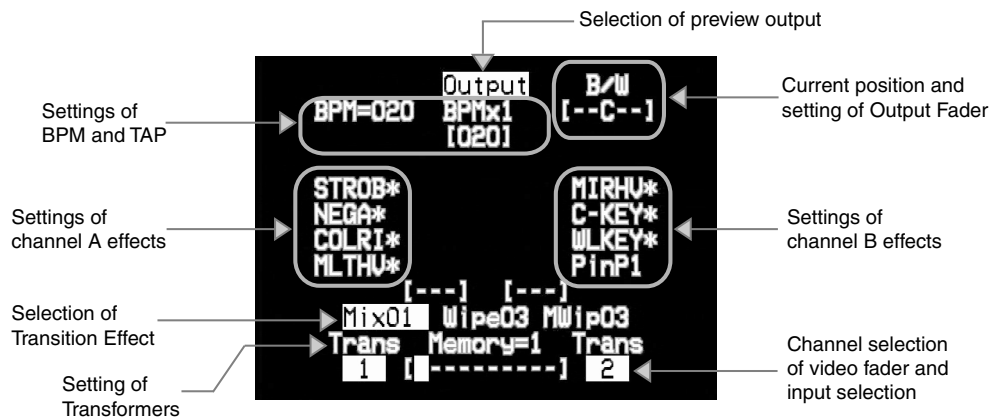 Selection of preview output
Output B/W
BPM=020 BPMx1 [--C--]
[020]
Current position and
setting of Output Fader
Settings of
BPM and TAP
STROB*
NEGA*
COLRI*
MLTHV*
MIRHV*
C-KEY*
WLKEY*
PinP1
Settings of
channel A effects
Settings of
channel B effects
[---] [---]
Mix01 Wipe03 MWip03
Trans Memory=1 Trans
1 [ ---------] 2
Selection of
Transition Effect
Setting of
Transformers
Channel selection
of video fader and
input selection